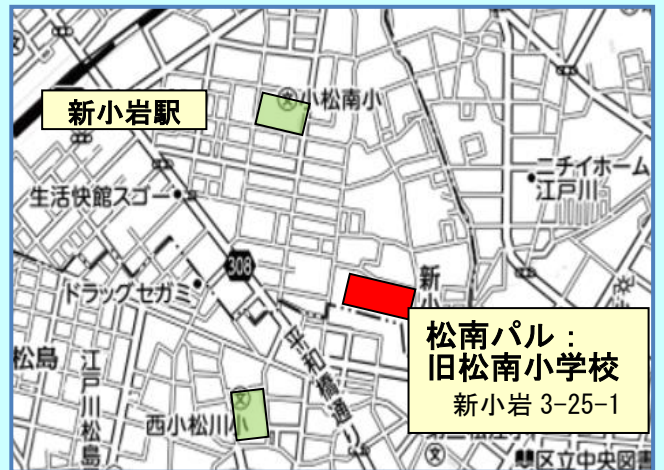 小松南小
新小岩駅
ニチイホーム
江戸川
生活快館スゴー
308
ドラッグセガミ
新小
松南パル：
旧松南小学校
新小岩 3-25-1
平和橋通り
松島
江戸川松島
西小松川小
区立中央図